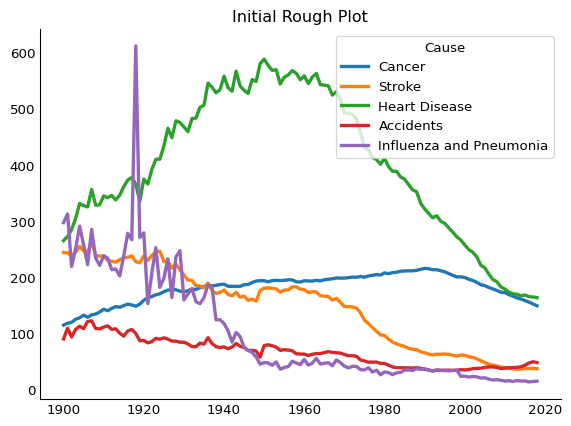 Initial Rough Plot
Cause
Cancer
Stroke
Heart Disease
Accidents
Influenza and Pneumonia
600
500
400
300
200
100
0
1900 1920 1940 1960 1980 2000 2020